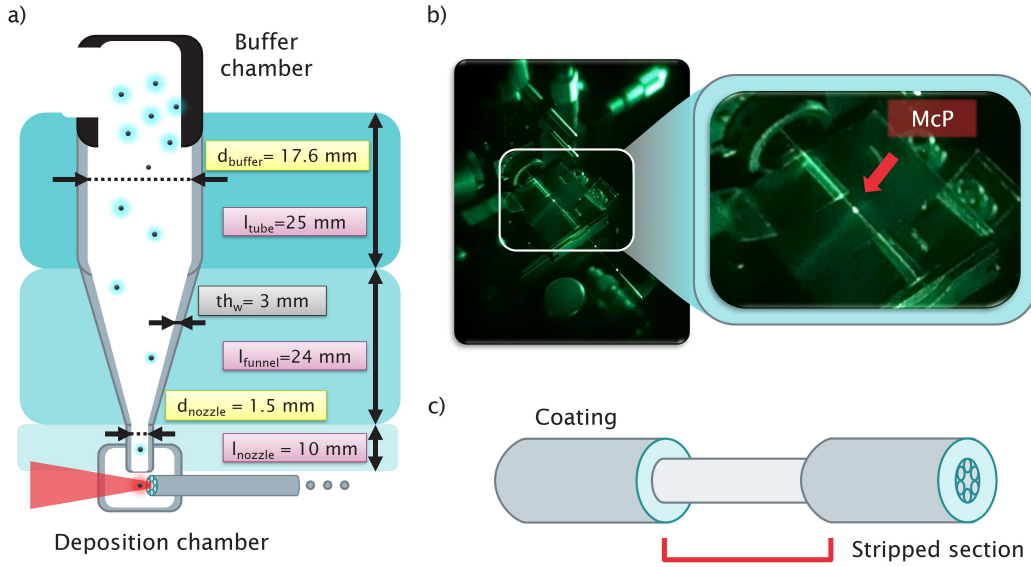 a)
Buffer
chamber
d_buffer= 17.6 mm
l_tube=25 mm
th_w= 3 mm
l_funnel=24 mm
d_nozzle = 1.5 mm
l_nozzle = 10 mm
Deposition chamber
b)
McP
c)
Coating
Stripped section